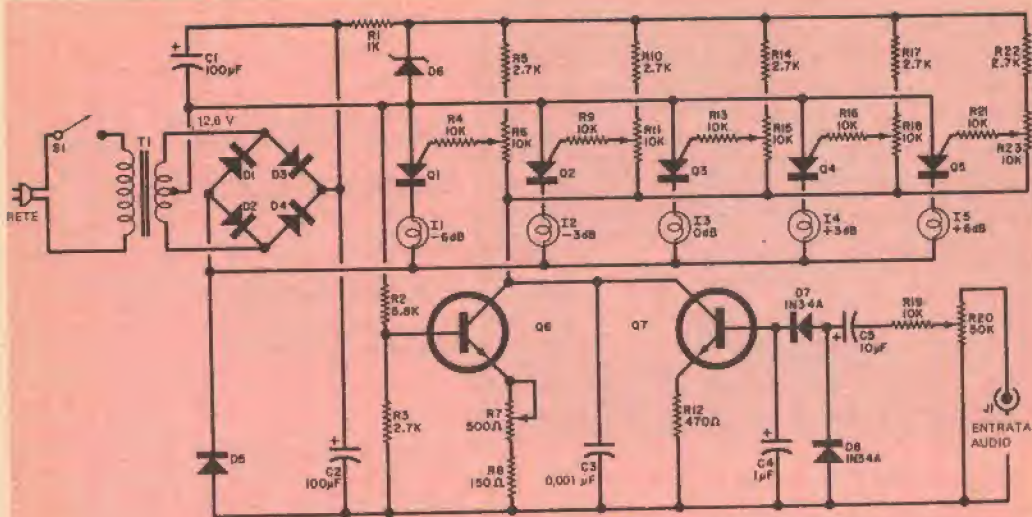 C1
100µF
R1
1K
D6
R5
2.7K
R10
2.7K
R14
2.7K
R17
2.7K
R22
2.7K
12,6 V
S1
T1
RETE
D1
D3
D2
D4
R4
10K
R6
10K
R9
10K
R11
10K
R13
10K
R15
10K
R16
10K
R18
10K
R21
10K
R23
10K
Q1
Q2
Q3
Q4
Q5
I1
-6dB
I2
-3dB
I3
0dB
I4
+3dB
I5
+6dB
R2
6.8K
Q6
Q7
D7
1N34A
C5
10µF
R19
10K
R20
50K
J1
ENTRATA
AUDIO
R3
2.7K
R7
500Ω
R8
150Ω
R12
470Ω
D5
C2
100µF
C3
0,001 µF
C4
1µF
D8
1N34A